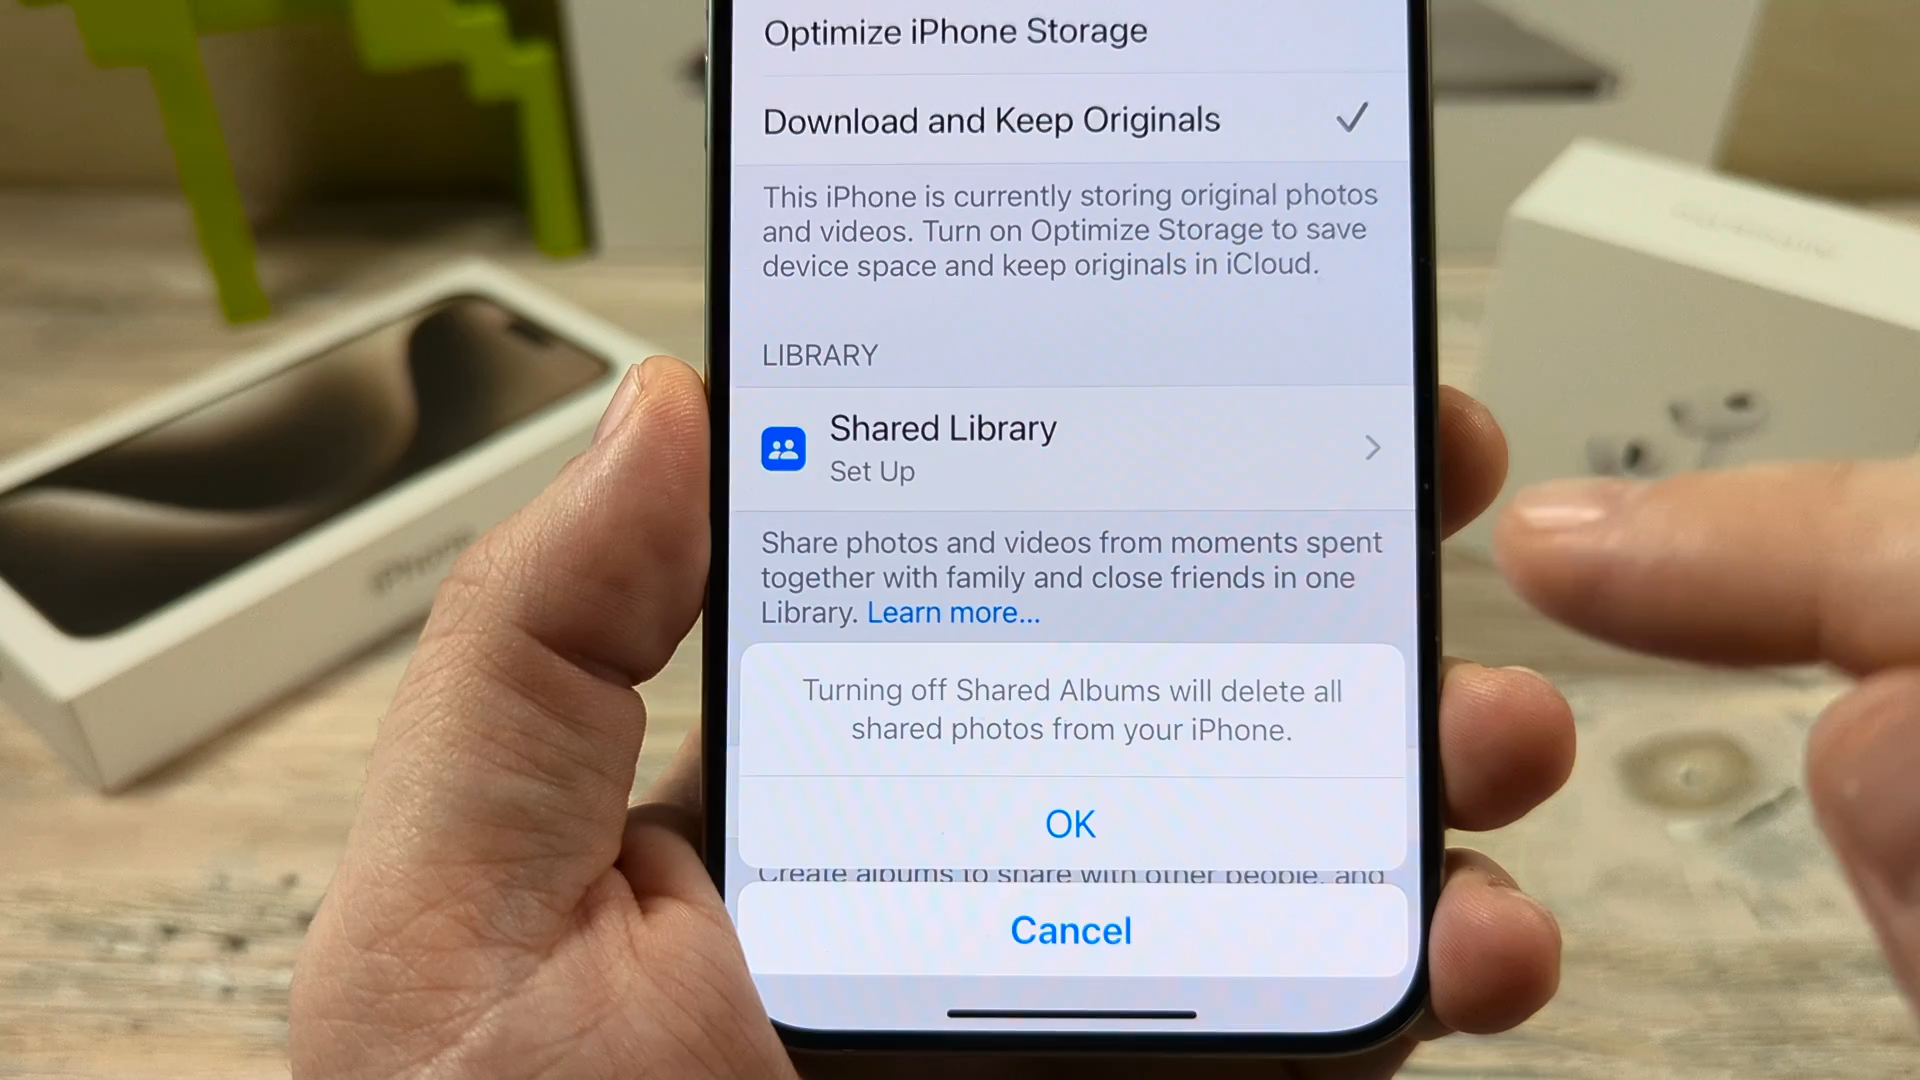 Optimize iPhone Storage
Download and Keep Originals
This iPhone is currently storing original photos
and videos. Turn on Optimize Storage to save
device space and keep originals in iCloud.
LIBRARY
Shared Library
Set Up
Share photos and videos from moments spent
together with family and close friends in one
Library. Learn more...
Turning off Shared Albums will delete all
shared photos from your iPhone.
OK
Create albums to share with other people, and
Cancel
iPhone